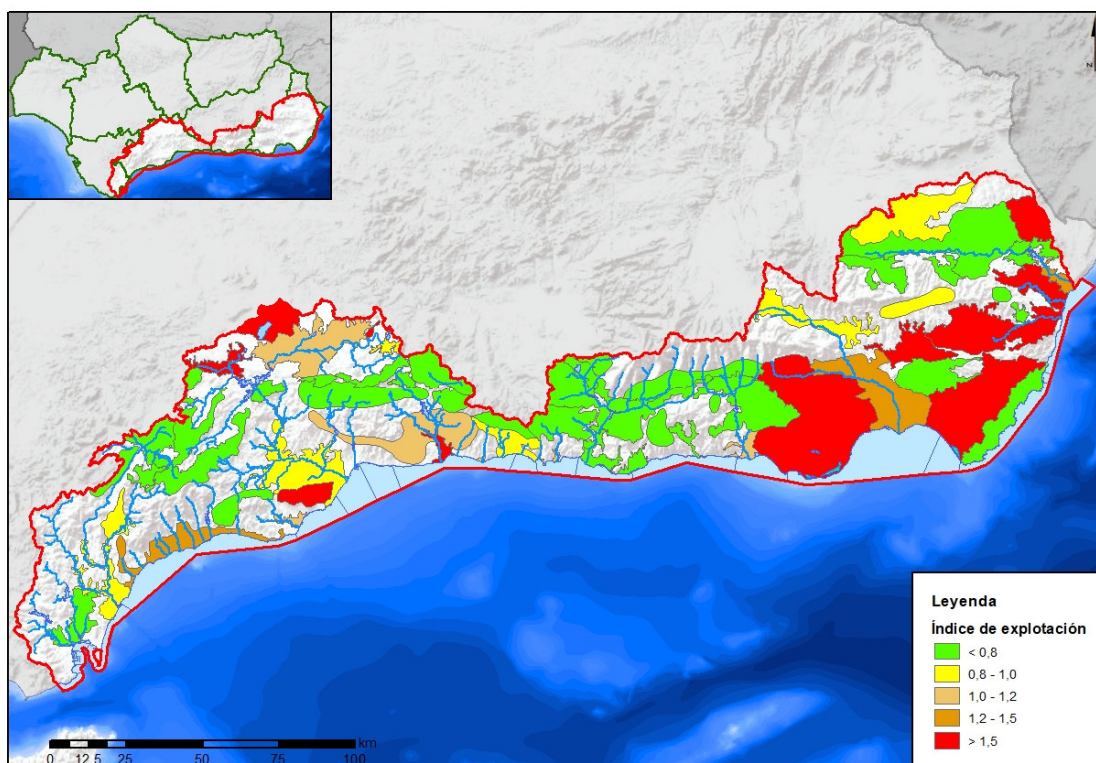 N
Leyenda
Índice de explotación
< 0,8
0,8 - 1,0
1,0 - 1,2
1,2 - 1,5
> 1,5
km
0 12,5 25 50 75 100